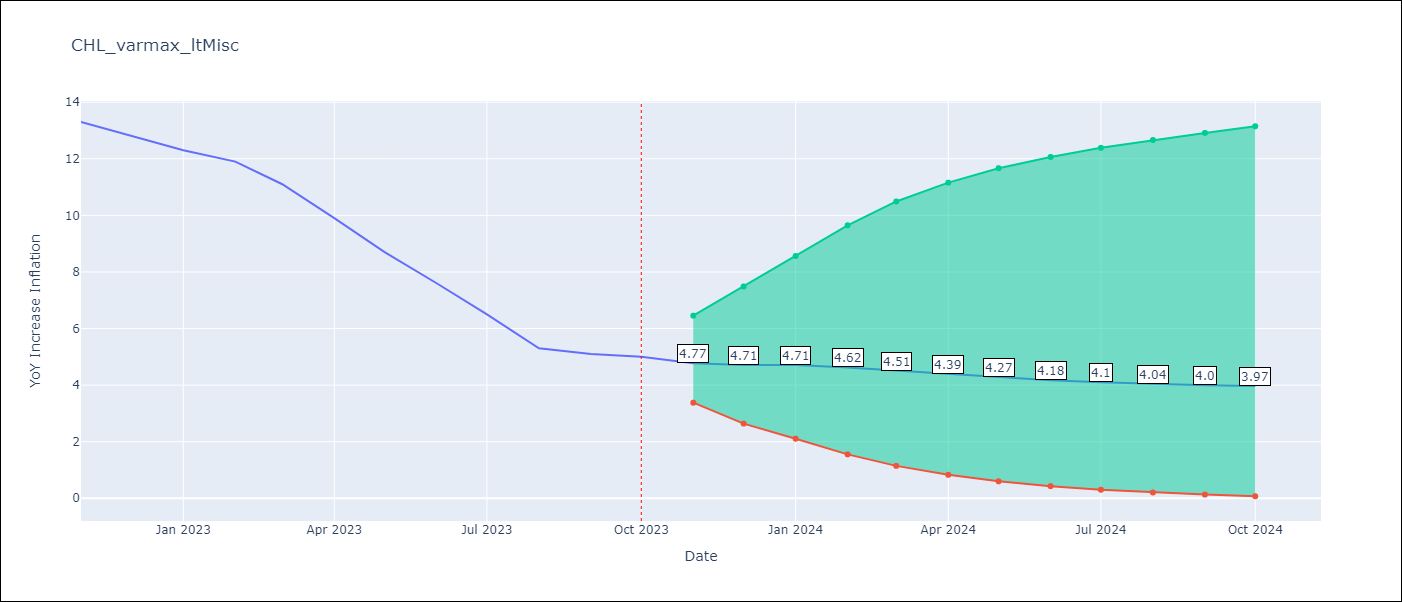 CHL_varmax_ltMisc
YoY Increase Inflation
14
12
10
8
6
4
2
0
4.77
4.71
4.71
4.62
4.51
4.39
4.27
4.18
4.1
4.04
4.0
3.97
Jan 2023
Apr 2023
Jul 2023
Oct 2023
Jan 2024
Apr 2024
Jul 2024
Oct 2024
Date